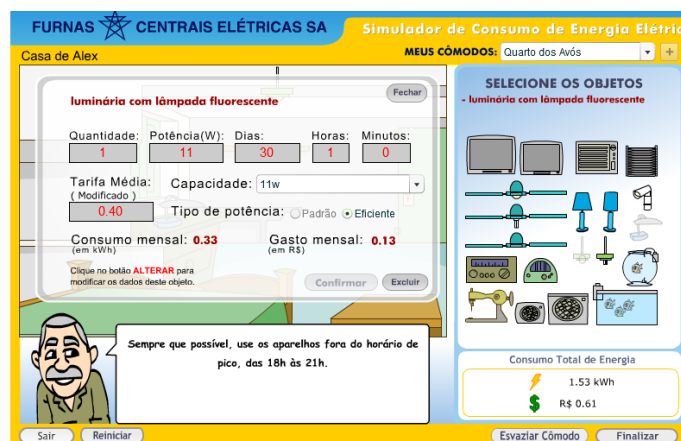 FURNAS CENTRAIS ELÉTRICAS SA
Simulador de Consumo de Energia Elétric
Casa de Alex
MEUS CÔMODOS: Quarto dos Avós
+
luminária com lâmpada fluorescente
Fechar
Quantidade: Potência(W): Dias: Horas: Minutos:
1 11 30 1 0
Tarifa Média: Capacidade: 11w
( Modificado )
0.40 Tipo de potência: Padrão Eficiente
Consumo mensal: 0.33 Gasto mensal: 0.13
(em kWh) (em R$)
Clique no botão ALTERAR para
modificar os dados deste objeto.
Confirmar Excluir
Sempre que possível, use os aparelhos fora do horário de
pico, das 18h às 21h.
SELECIONE OS OBJETOS
- luminária com lâmpada fluorescente
Consumo Total de Energia
1.53 kWh
$ R$ 0.61
Sair Reiniciar Esvaziar Cômodo Finalizar